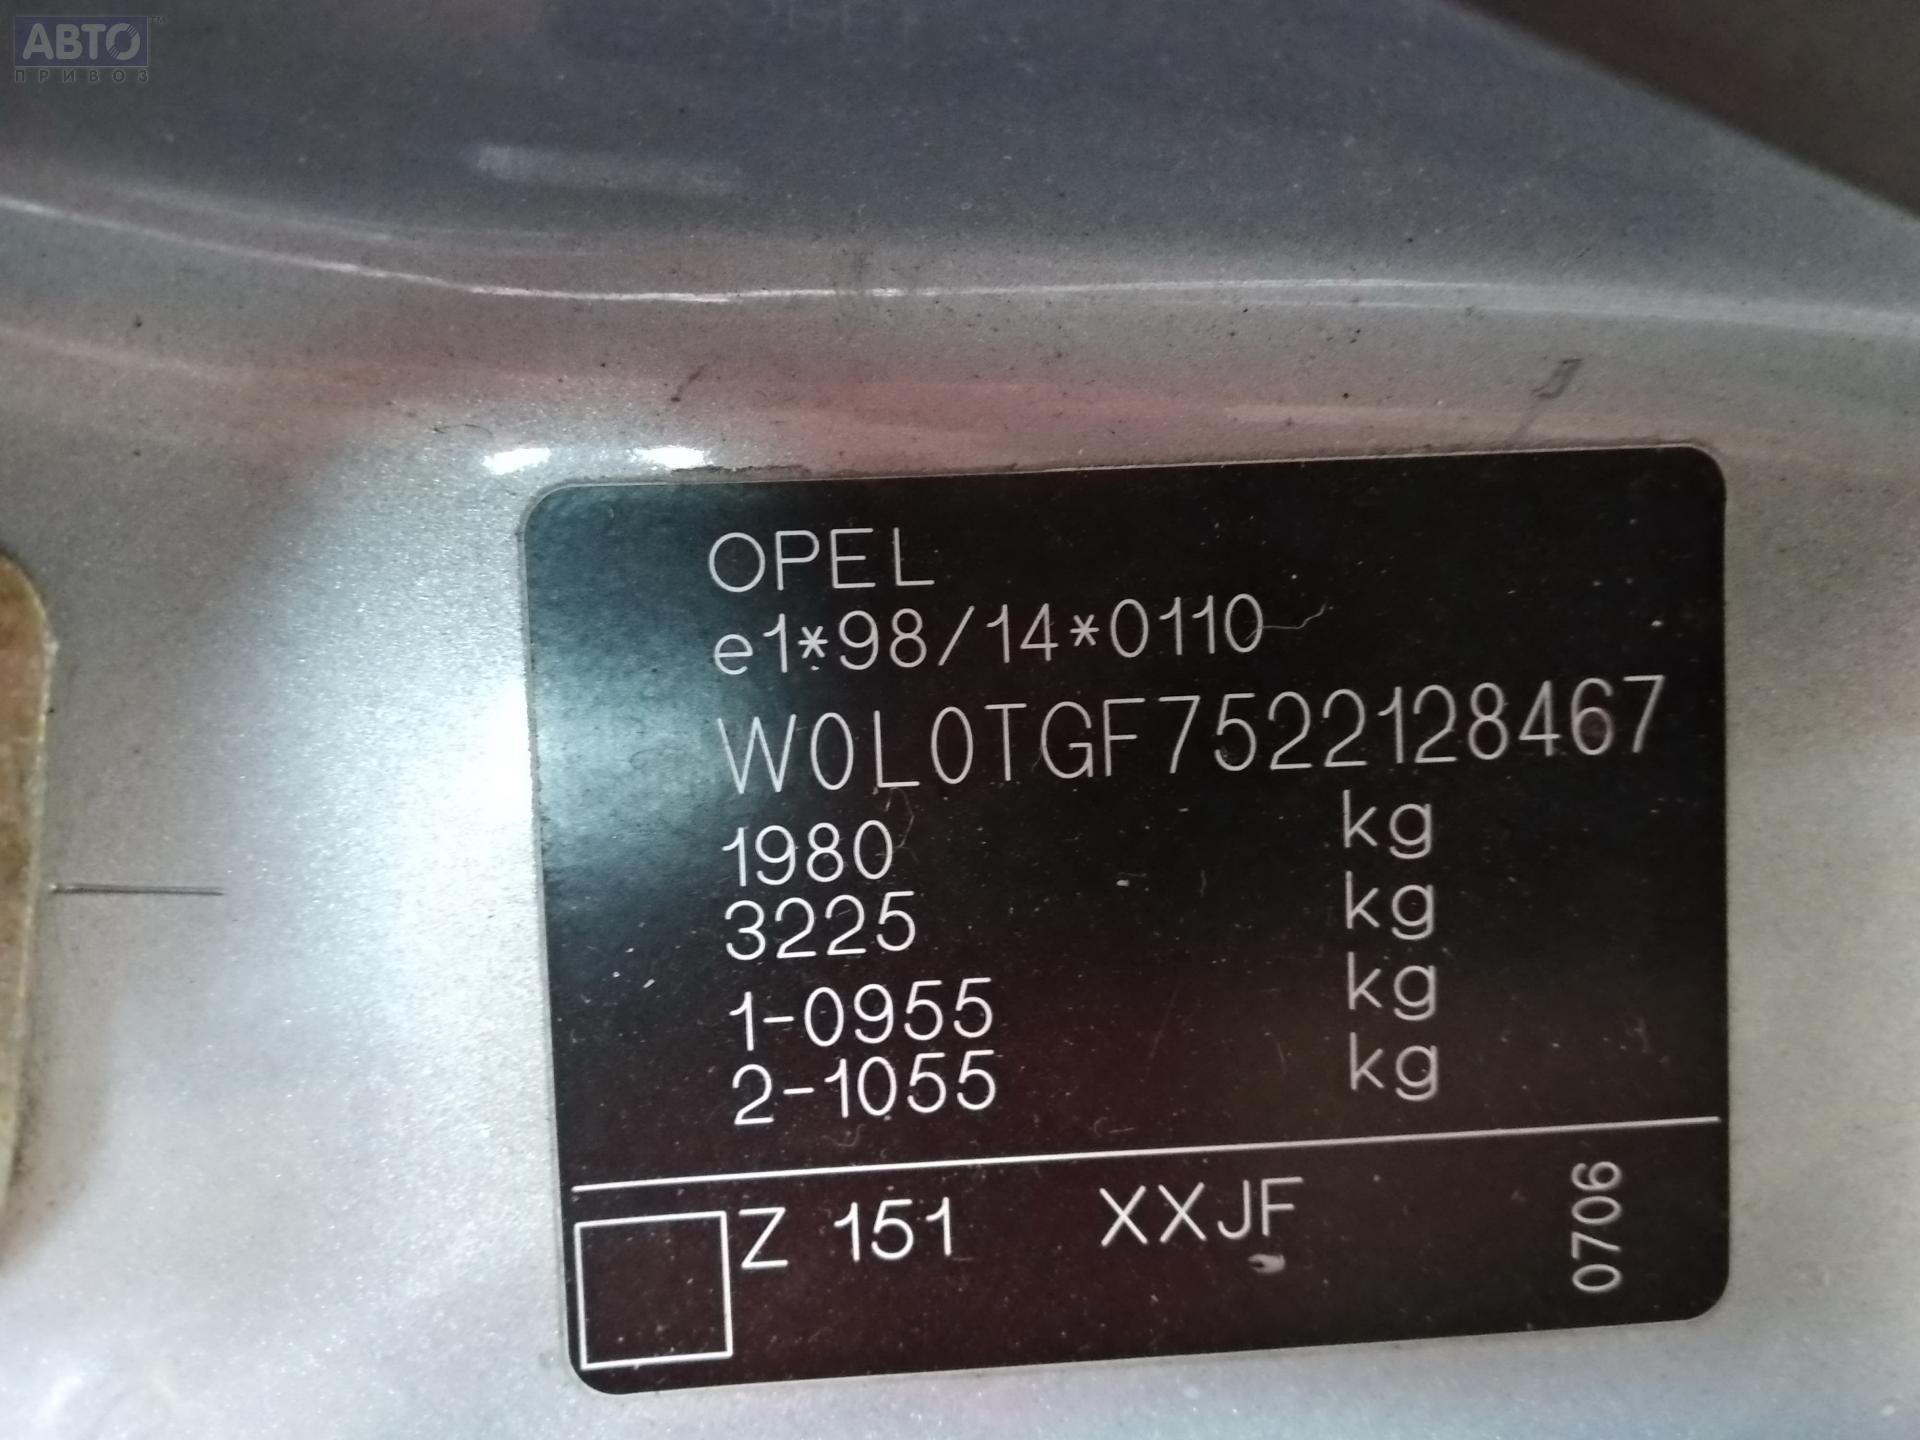 АВТО™
ПРИВОЗ
OPEL
e1*98/14*0110
W0L0TGF7522128467
1980 kg
3225 kg
1-0955 kg
2-1055 kg
Z 151 XXJF 0706